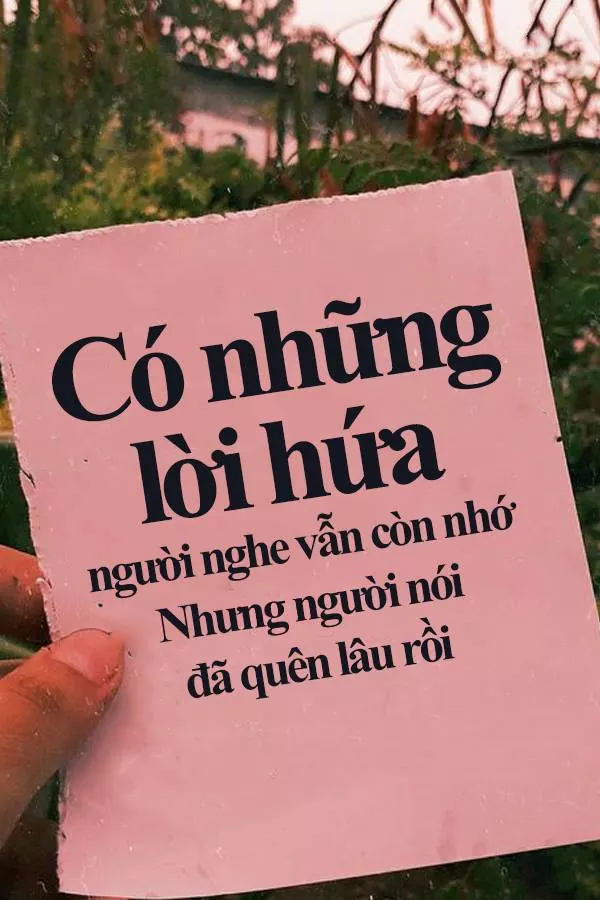 Có những
lời hứa
người nghe vẫn còn nhớ
Nhưng người nói
đã quên lâu rồi